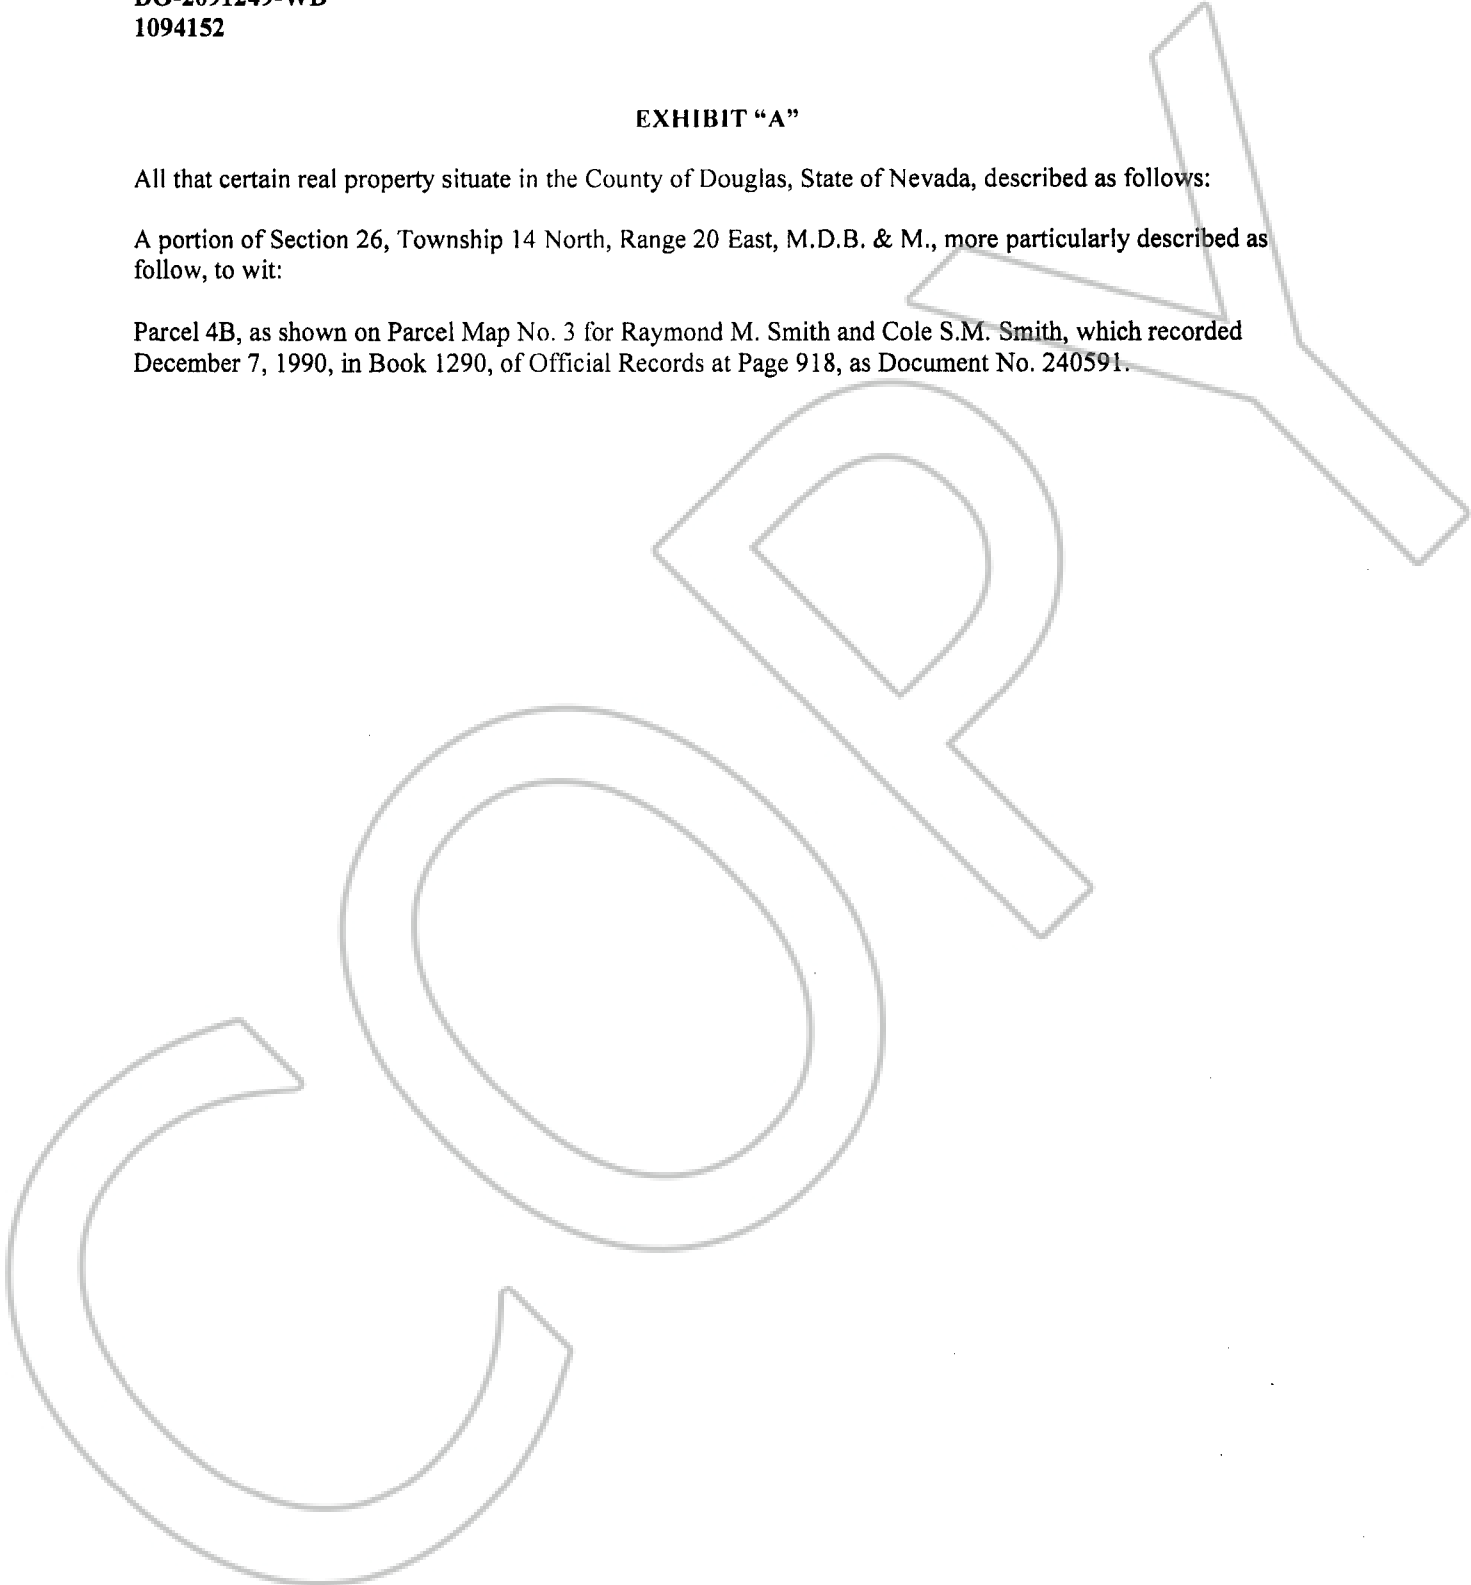 1094152
EXHIBIT “A”
All that certain real property situate in the County of Douglas, State of Nevada, described as follows:
A portion of Section 26, Township 14 North, Range 20 East, M.D.B. & M., more particularly described as
follow, to wit:
Parcel 4B, as shown on Parcel Map No. 3 for Raymond M. Smith and Cole S.M. Smith, which recorded
December 7, 1990, in Book 1290, of Official Records at Page 918, as Document No. 240591.
COPY